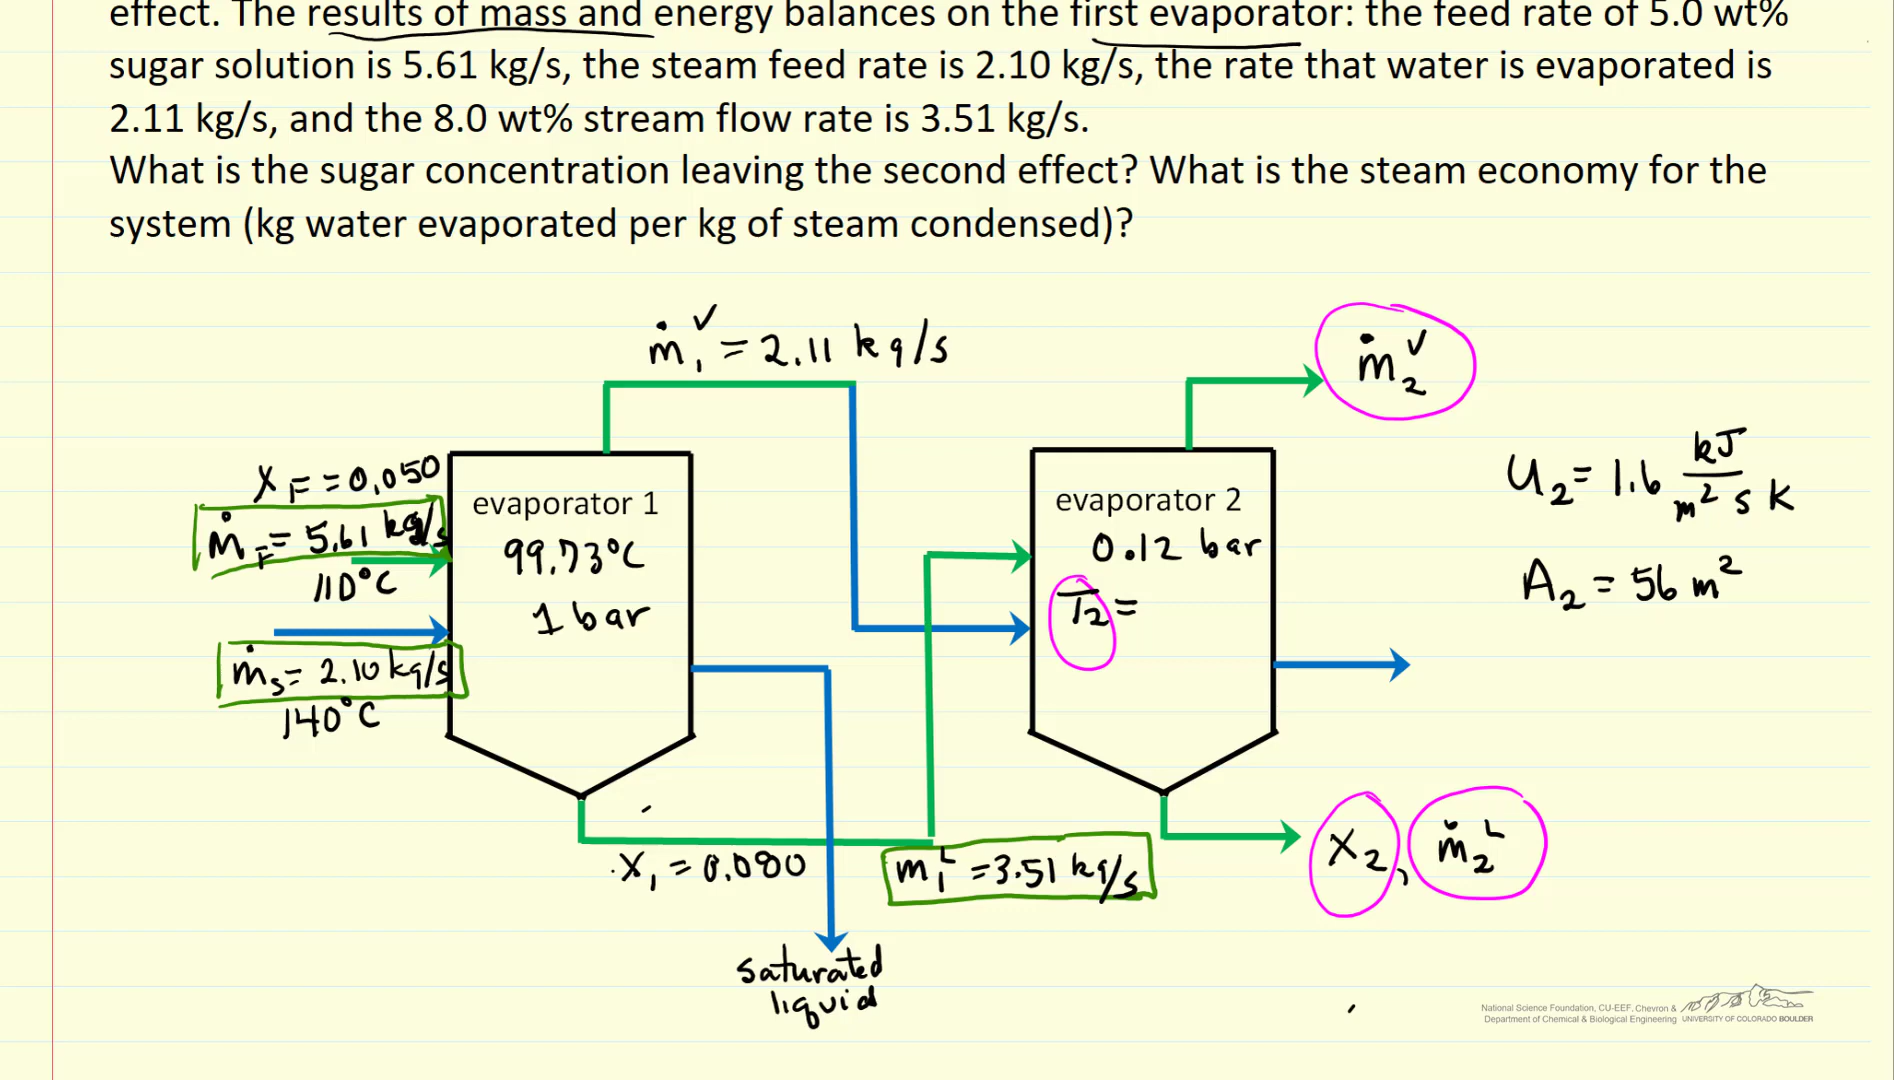 effect. The results of mass and energy balances on the first evaporator: the feed rate of 5.0 wt%
sugar solution is 5.61 kg/s, the steam feed rate is 2.10 kg/s, the rate that water is evaporated is
2.11 kg/s, and the 8.0 wt% stream flow rate is 3.51 kg/s.
What is the sugar concentration leaving the second effect? What is the steam economy for the
system (kg water evaporated per kg of steam condensed)?
ṁ₁ⱽ = 2.11 kg/s
ṁ₂ⱽ
x_F = 0.050
ṁ_F = 5.61 kg/s
110°C
ṁ_S = 2.10 kg/s
140°C
evaporator 1
99.73°C
1 bar
evaporator 2
0.12 bar
T₂ =
U₂ = 1.6 kJ/m² s K
A₂ = 56 m²
x₁ = 0.080
m₁ᴸ = 3.51 kg/s
x₂, ṁ₂ᴸ
saturated
liquid
National Science Foundation, CU-EEF, Chevron &
Department of Chemical & Biological Engineering UNIVERSITY OF COLORADO BOULDER